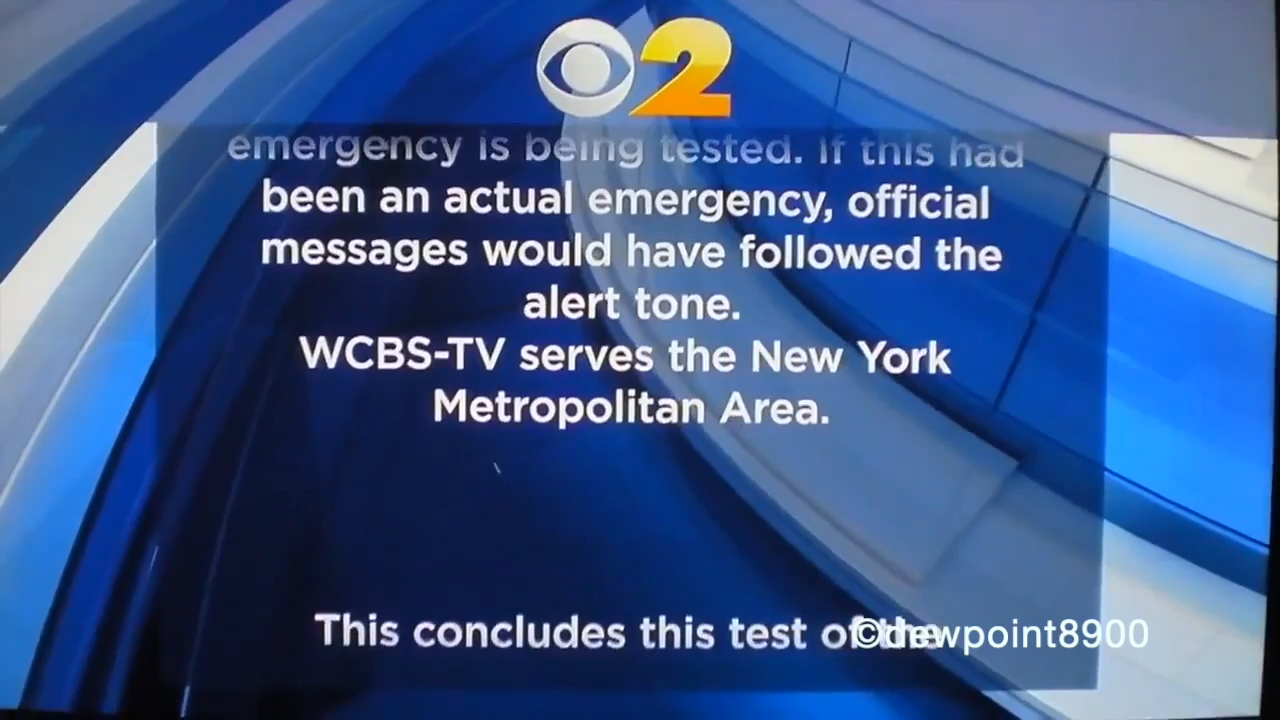 2
emergency is being tested. If this had
been an actual emergency, official
messages would have followed the
alert tone.
WCBS-TV serves the New York
Metropolitan Area.
This concludes this test of the
©dewpoint8900